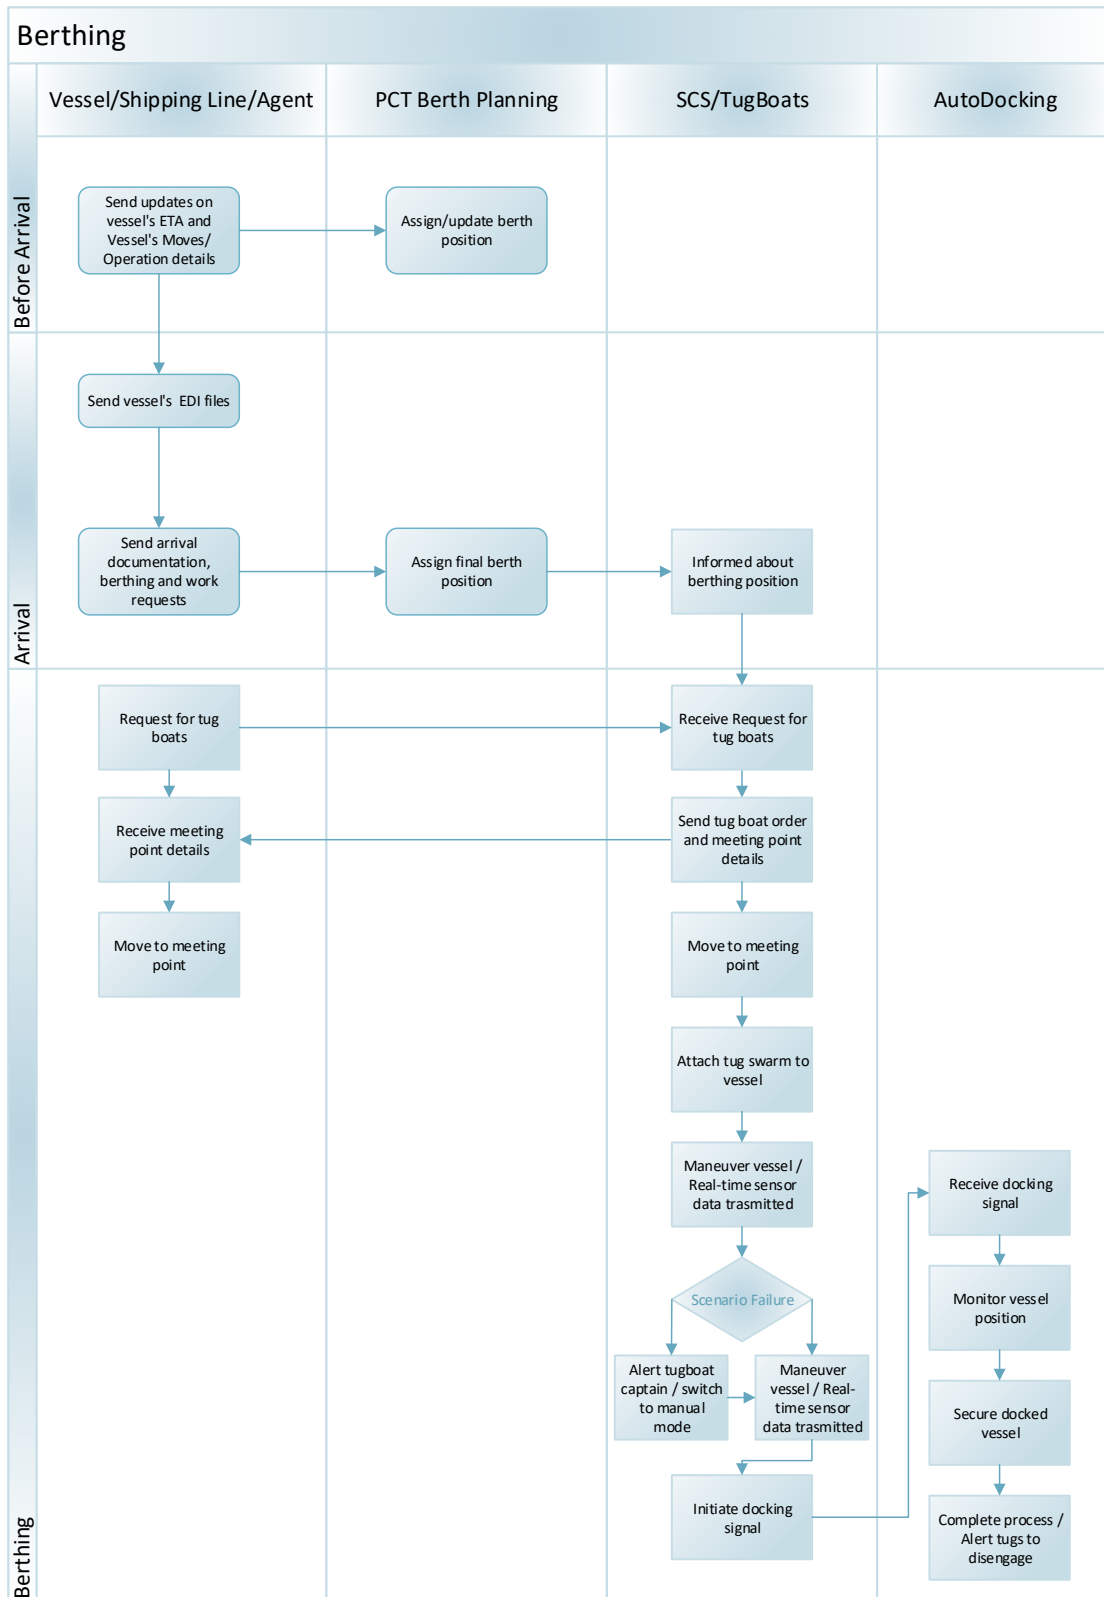 Berthing
Vessel/Shipping Line/Agent
PCT Berth Planning
SCS/TugBoats
AutoDocking
Before Arrival
Send updates on
vessel's ETA and
Vessel's Moves/
Operation details
Assign/update berth
position
Arrival
Send vessel's  EDI files
Send arrival
documentation,
berthing and work
requests
Assign final berth
position
Informed about
berthing position
Berthing
Request for tug
boats
Receive Request for
tug boats
Receive meeting
point details
Send tug boat order
and meeting point
details
Move to meeting
point
Move to meeting
point
Attach tug swarm to
vessel
Maneuver vessel /
Real-time sensor
data trasmitted
Receive docking
signal
Scenario Failure
Monitor vessel
position
Alert tugboat
captain / switch
to manual
mode
Maneuver
vessel / Real-
time sensor
data trasmitted
Secure docked
vessel
Initiate docking
signal
Complete process /
Alert tugs to
disengage